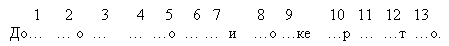 1 2 3 4 5 6 7 8 9 10 11 12 13
До… …о … … …о … … и …о …ке …р … …т …о.